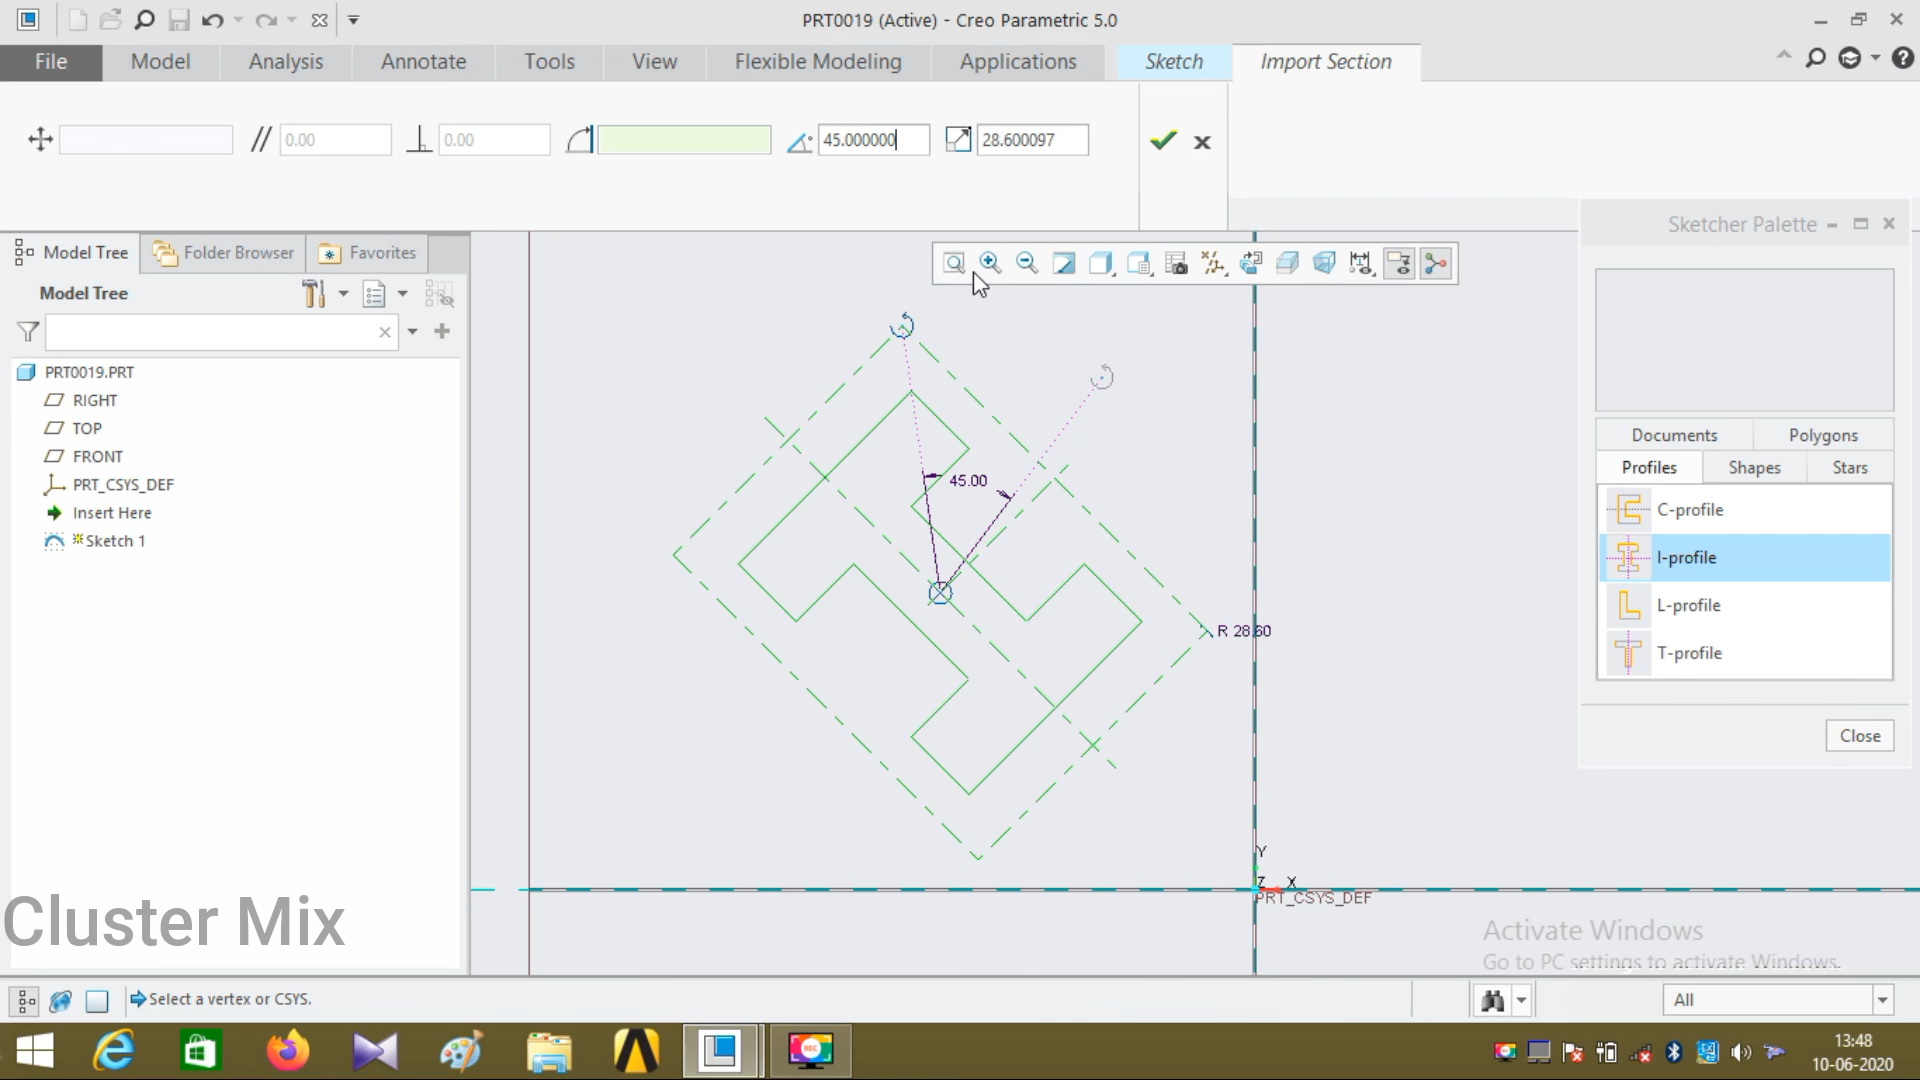 PRT0019 (Active) - Creo Parametric 5.0
File
Model
Analysis
Annotate
Tools
View
Flexible Modeling
Applications
Sketch
Import Section
0.00
0.00
45.000000
28.600097
Model Tree
Folder Browser
Favorites
Model Tree
PRT0019.PRT
RIGHT
TOP
FRONT
PRT_CSYS_DEF
Insert Here
Sketch 1
45.00
R 28.60
Y
Z
X
PRT_CSYS_DEF
Sketcher Palette
Documents
Polygons
Profiles
Shapes
Stars
C-profile
I-profile
L-profile
T-profile
Close
Cluster Mix
Activate Windows
Go to PC settings to activate Windows.
Select a vertex or CSYS.
All
REC
13:48
10-06-2020